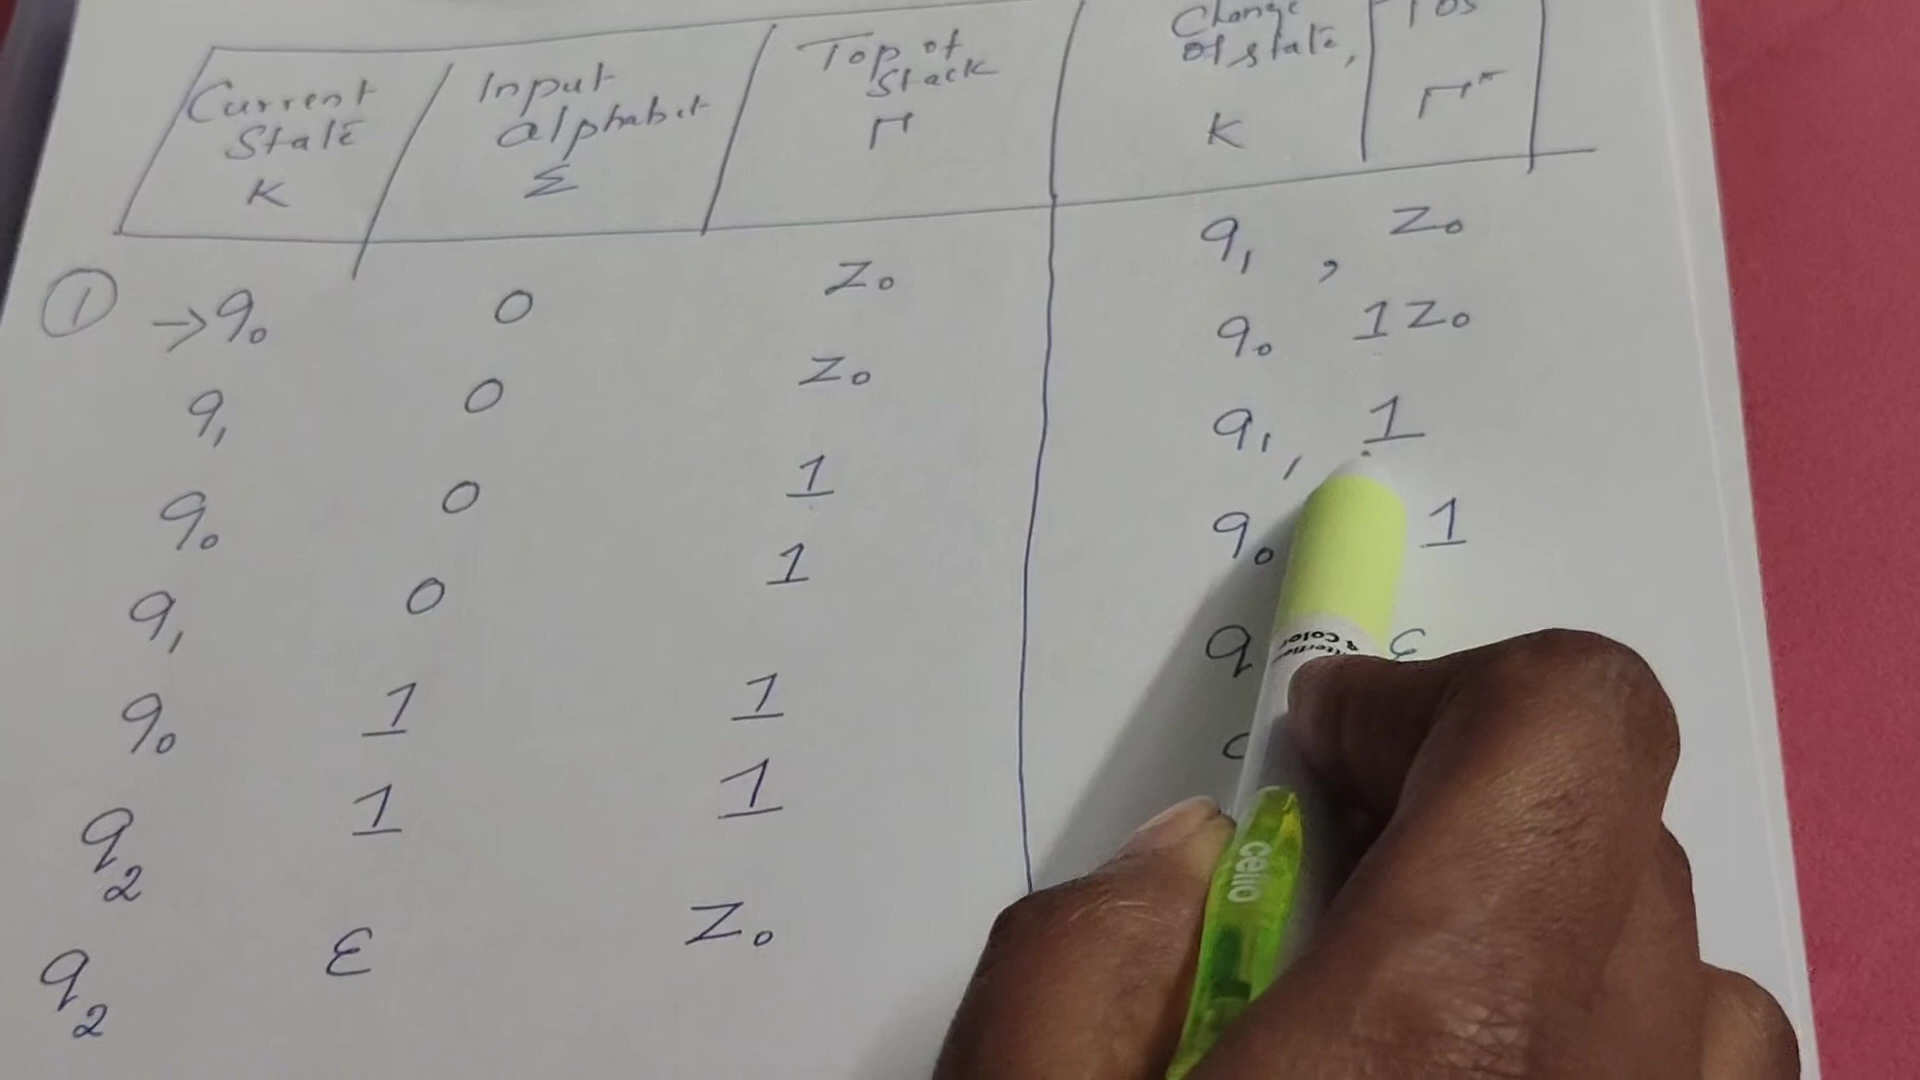 Current State K
Input alphabet Σ
Top of Stack Γ
Change of state, K
TOS Γ*
① →q₀ 0 Z₀ q₁ , Z₀
q₁ 0 Z₀ q₀ 1Z₀
q₀ 0 1 q₁, 1
q₁ 0 1 q₀ 1
q₀ 1 1 q ε
q₂ 1 1
q₂ ε Z₀
cello